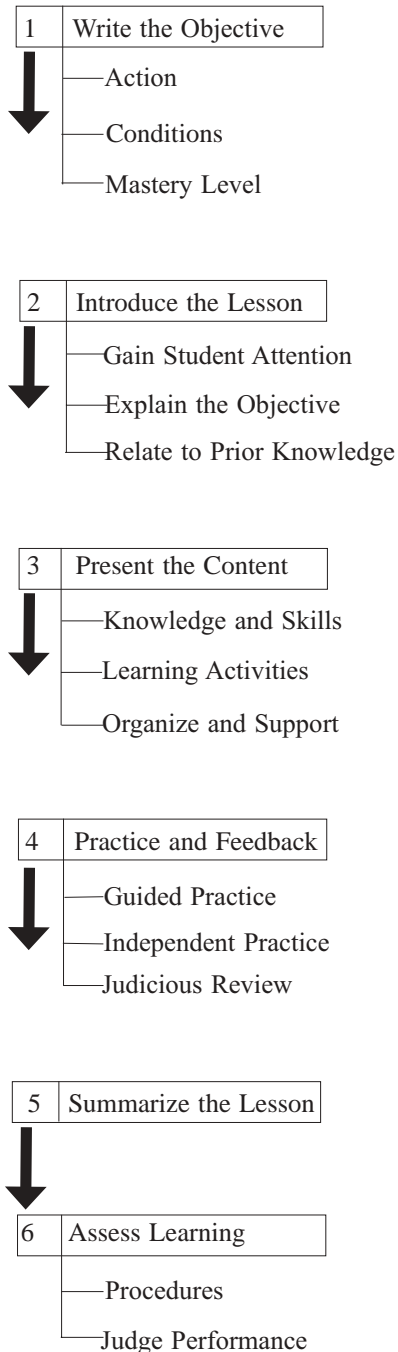 1 Write the Objective
Action
Conditions
Mastery Level
2 Introduce the Lesson
Gain Student Attention
Explain the Objective
Relate to Prior Knowledge
3 Present the Content
Knowledge and Skills
Learning Activities
Organize and Support
4 Practice and Feedback
Guided Practice
Independent Practice
Judicious Review
5 Summarize the Lesson
6 Assess Learning
Procedures
Judge Performance